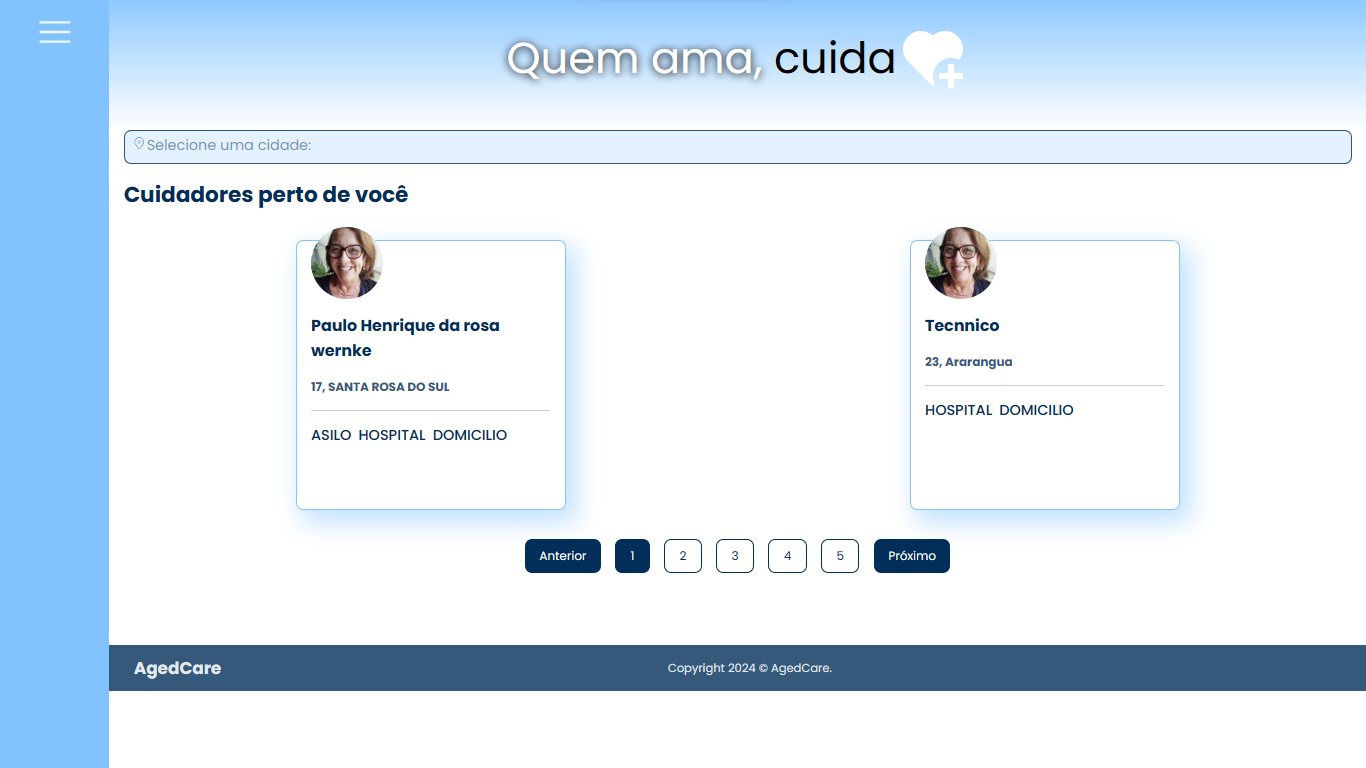 Quem ama, cuida
Selecione uma cidade:
Cuidadores perto de você
Paulo Henrique da rosa
wernke
17, SANTA ROSA DO SUL
ASILO HOSPITAL DOMICILIO
Tecnnico
23, Ararangua
HOSPITAL DOMICILIO
Anterior 1 2 3 4 5 Próximo
AgedCare Copyright 2024 © AgedCare.